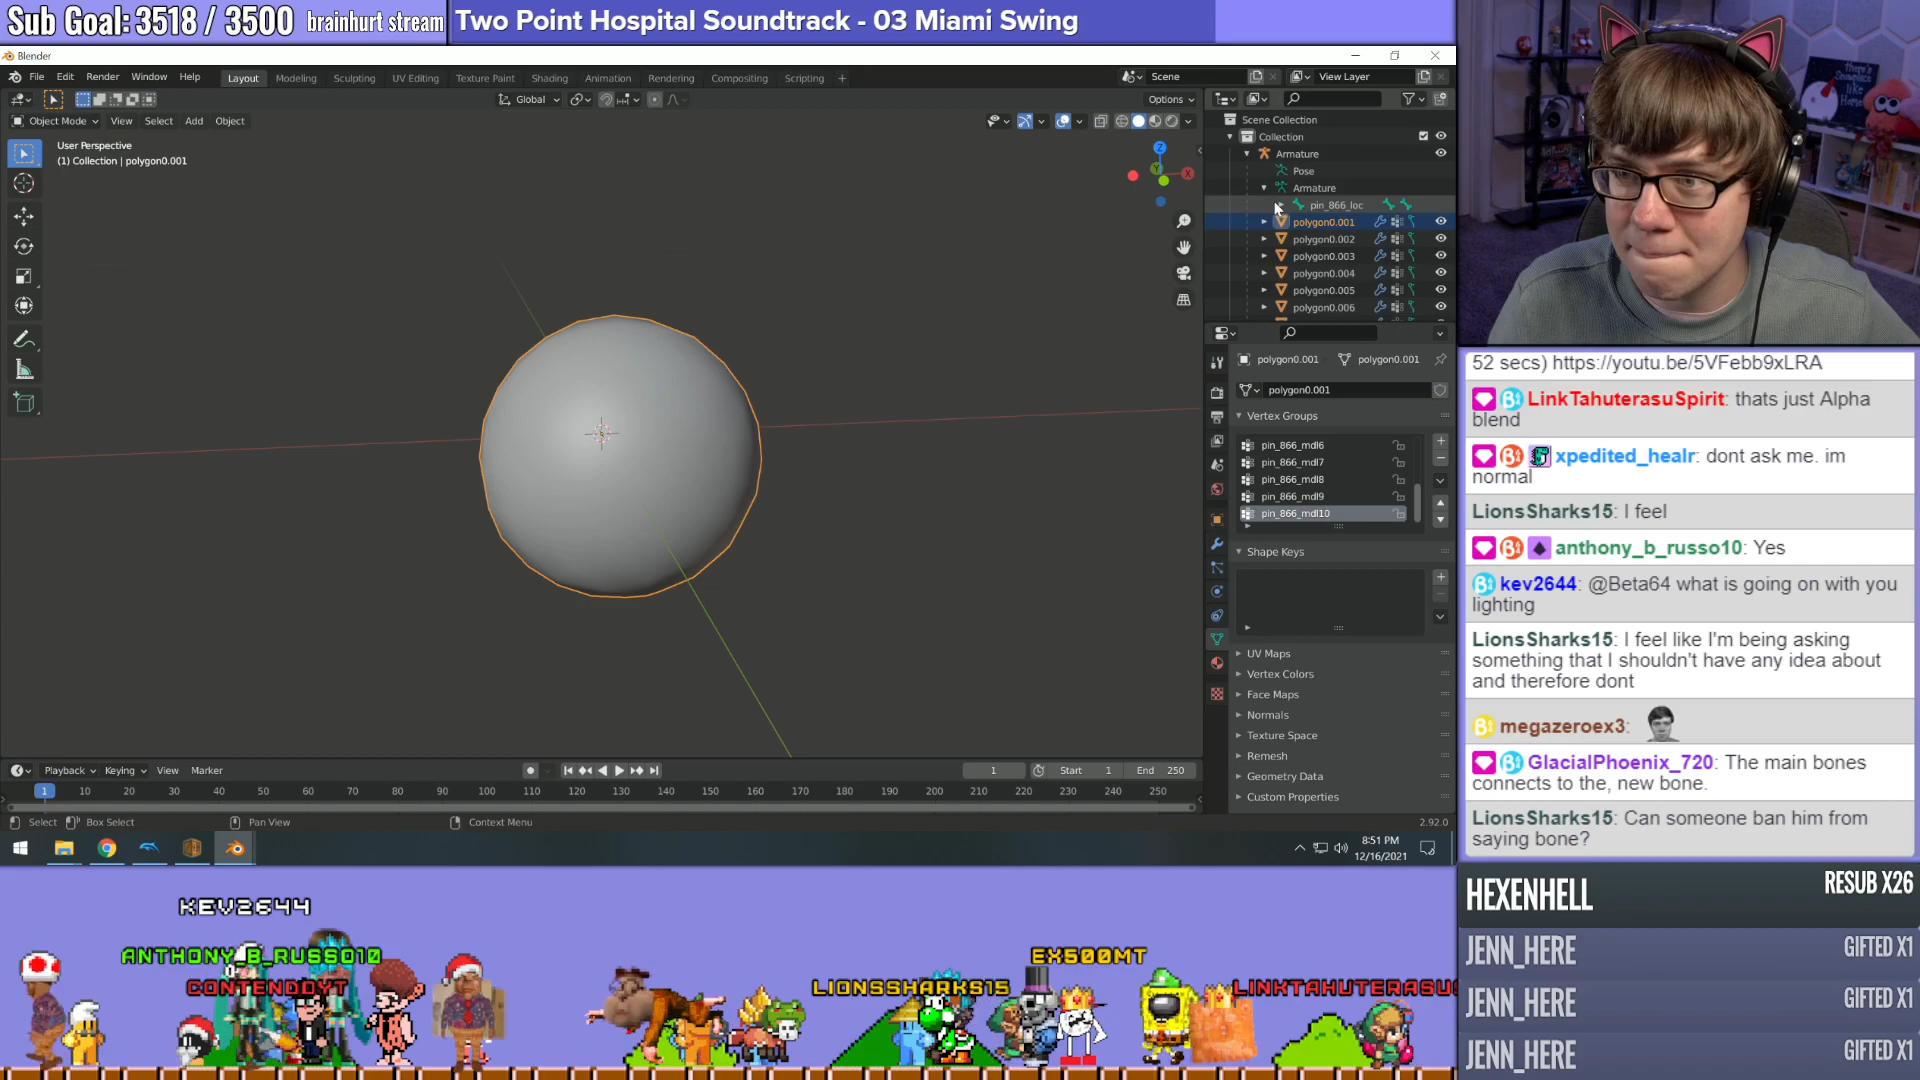 Sub Goal: 3518 / 3500 brainhurt stream
Two Point Hospital Soundtrack - 03 Miami Swing
Blender
File Edit Render Window Help
Layout Modeling Sculpting UV Editing Texture Paint Shading Animation Rendering Compositing Scripting +
Scene
View Layer
Global
Options
Object Mode View Select Add Object
User Perspective
(1) Collection | polygon0.001
Z
Y
X
Scene Collection
Collection
Armature
Pose
Armature
pin_866_loc
polygon0.001
polygon0.002
polygon0.003
polygon0.004
polygon0.005
polygon0.006
polygon0.001 polygon0.001
polygon0.001
Vertex Groups
pin_866_mdl6
pin_866_mdl7
pin_866_mdl8
pin_866_mdl9
pin_866_mdl10
Shape Keys
UV Maps
Vertex Colors
Face Maps
Normals
Texture Space
Remesh
Geometry Data
Custom Properties
Playback Keying View Marker
1 Start 1 End 250
1 10 20 30 40 50 60 70 80 90 100 110 120 130 140 150 160 170 180 190 200 210 220 230 240 250
Select Box Select Pan View Context Menu
2.92.0
8:51 PM
12/16/2021
there's
Someplace
like
Home
52 secs) https://youtu.be/5VFebb9xLRA
LinkTahuterasuSpirit: thats just Alpha
blend
xpedited_healr: dont ask me. im
normal
LionsSharks15: I feel
anthony_b_russo10: Yes
kev2644: @Beta64 what is going on with you
lighting
LionsSharks15: I feel like I'm being asking
something that I shouldn't have any idea about
and therefore dont
megazeroex3:
GlacialPhoenix_720: The main bones
connects to the, new bone.
LionsSharks15: Can someone ban him from
saying bone?
HEXENHELL RESUB X26
JENN_HERE GIFTED X1
JENN_HERE GIFTED X1
JENN_HERE GIFTED X1
KEV2644
ANTHONY_B_RUSSO10
CONTENDDYT
LIONSSHARKS15
EX500MT
LINKTAHUTERASUS